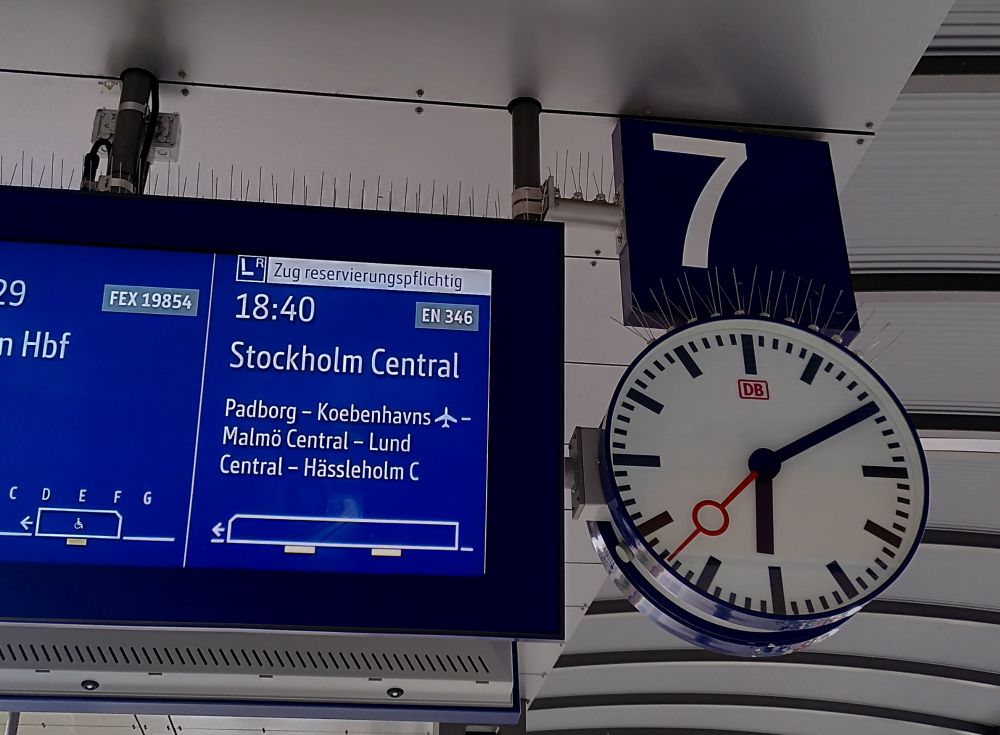 7
29
FEX 19854
n Hbf
C D E F G
LR Zug reservierungspflichtig
18:40
EN 346
Stockholm Central
Padborg – Koebenhavns ✈ –
Malmö Central – Lund
Central – Hässleholm C
DB